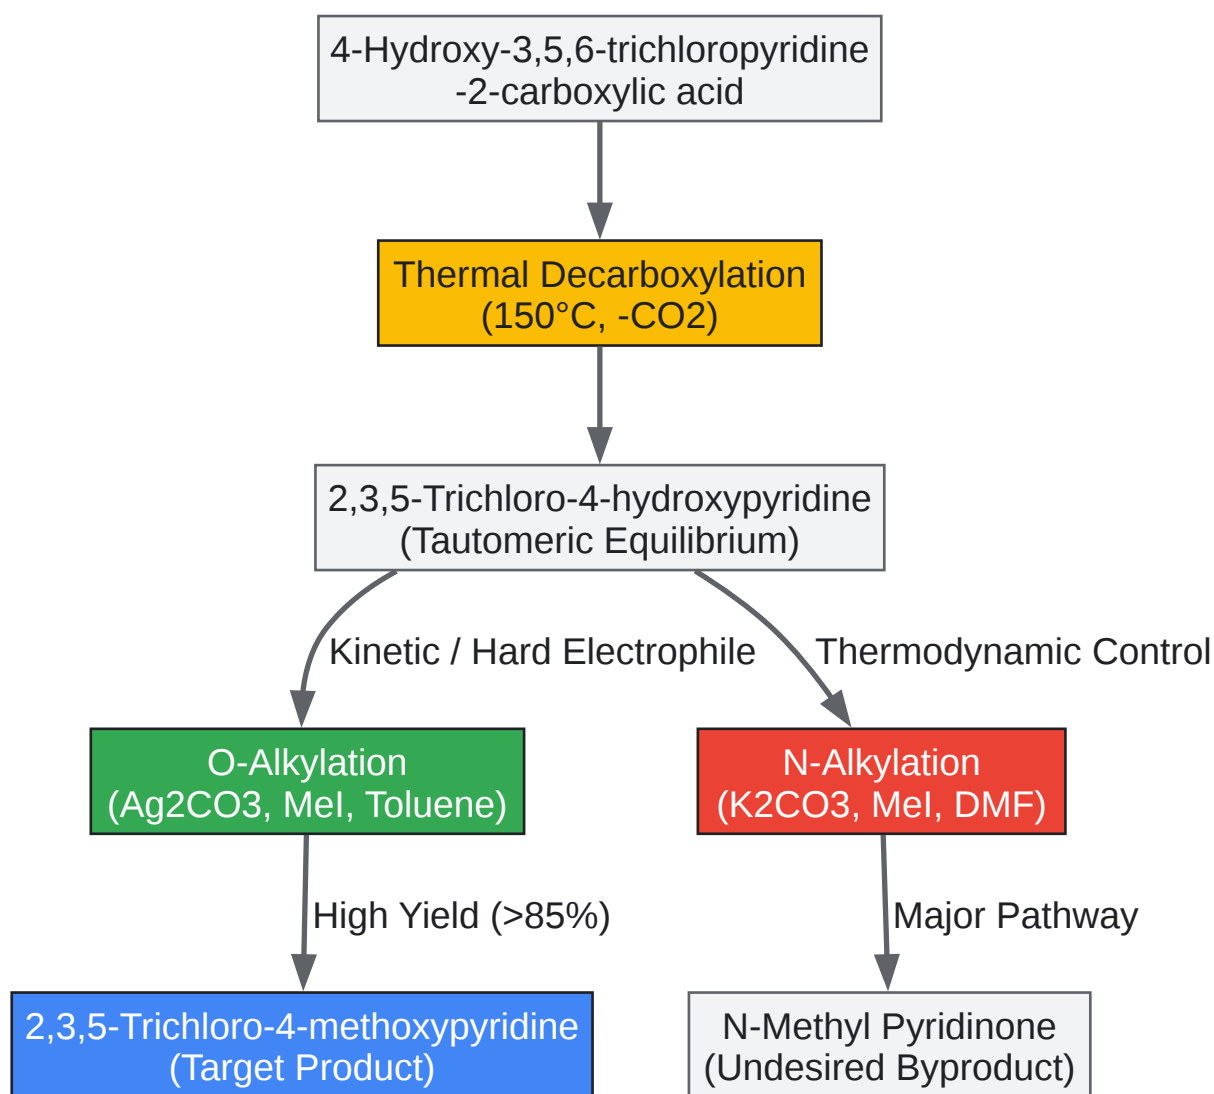 4-Hydroxy-3,5,6-trichloropyridine
-2-carboxylic acid
Thermal Decarboxylation
(150°C, -CO2)
2,3,5-Trichloro-4-hydroxypyridine
(Tautomeric Equilibrium)
Kinetic / Hard Electrophile
Thermodynamic Control
O-Alkylation
(Ag2CO3, MeI, Toluene)
N-Alkylation
(K2CO3, MeI, DMF)
High Yield (>85%)
Major Pathway
2,3,5-Trichloro-4-methoxypyridine
(Target Product)
N-Methyl Pyridinone
(Undesired Byproduct)